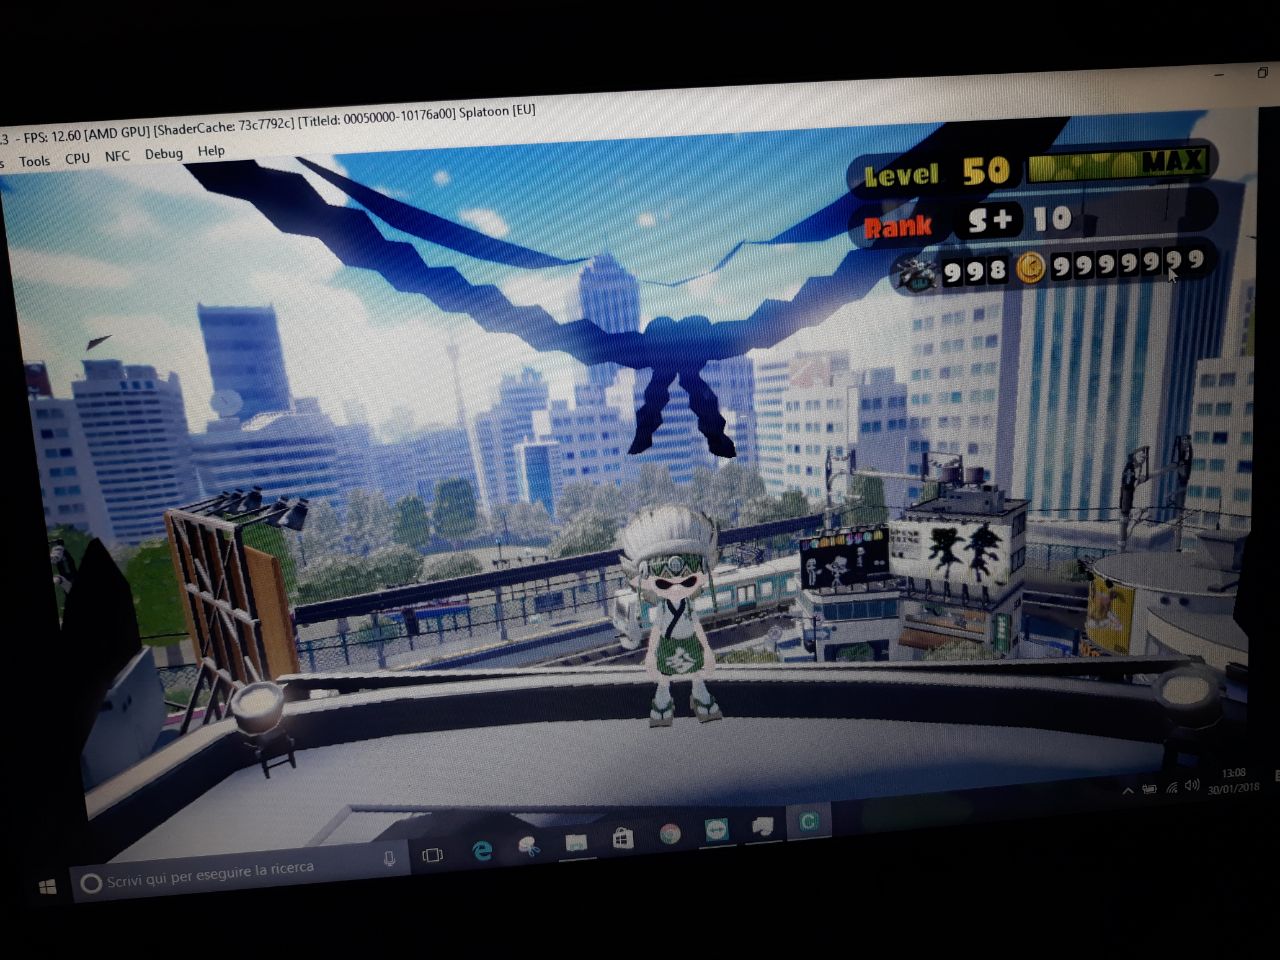 .3 - FPS: 12.60 [AMD GPU] [ShaderCache: 73c7792c] [TitleId: 00050000-10176a00] Splatoon [EU]
s Tools CPU NFC Debug Help
Level 50 MAX
Rank S+ 10
998 9999999
13:08
30/01/2018
Scrivi qui per eseguire la ricerca